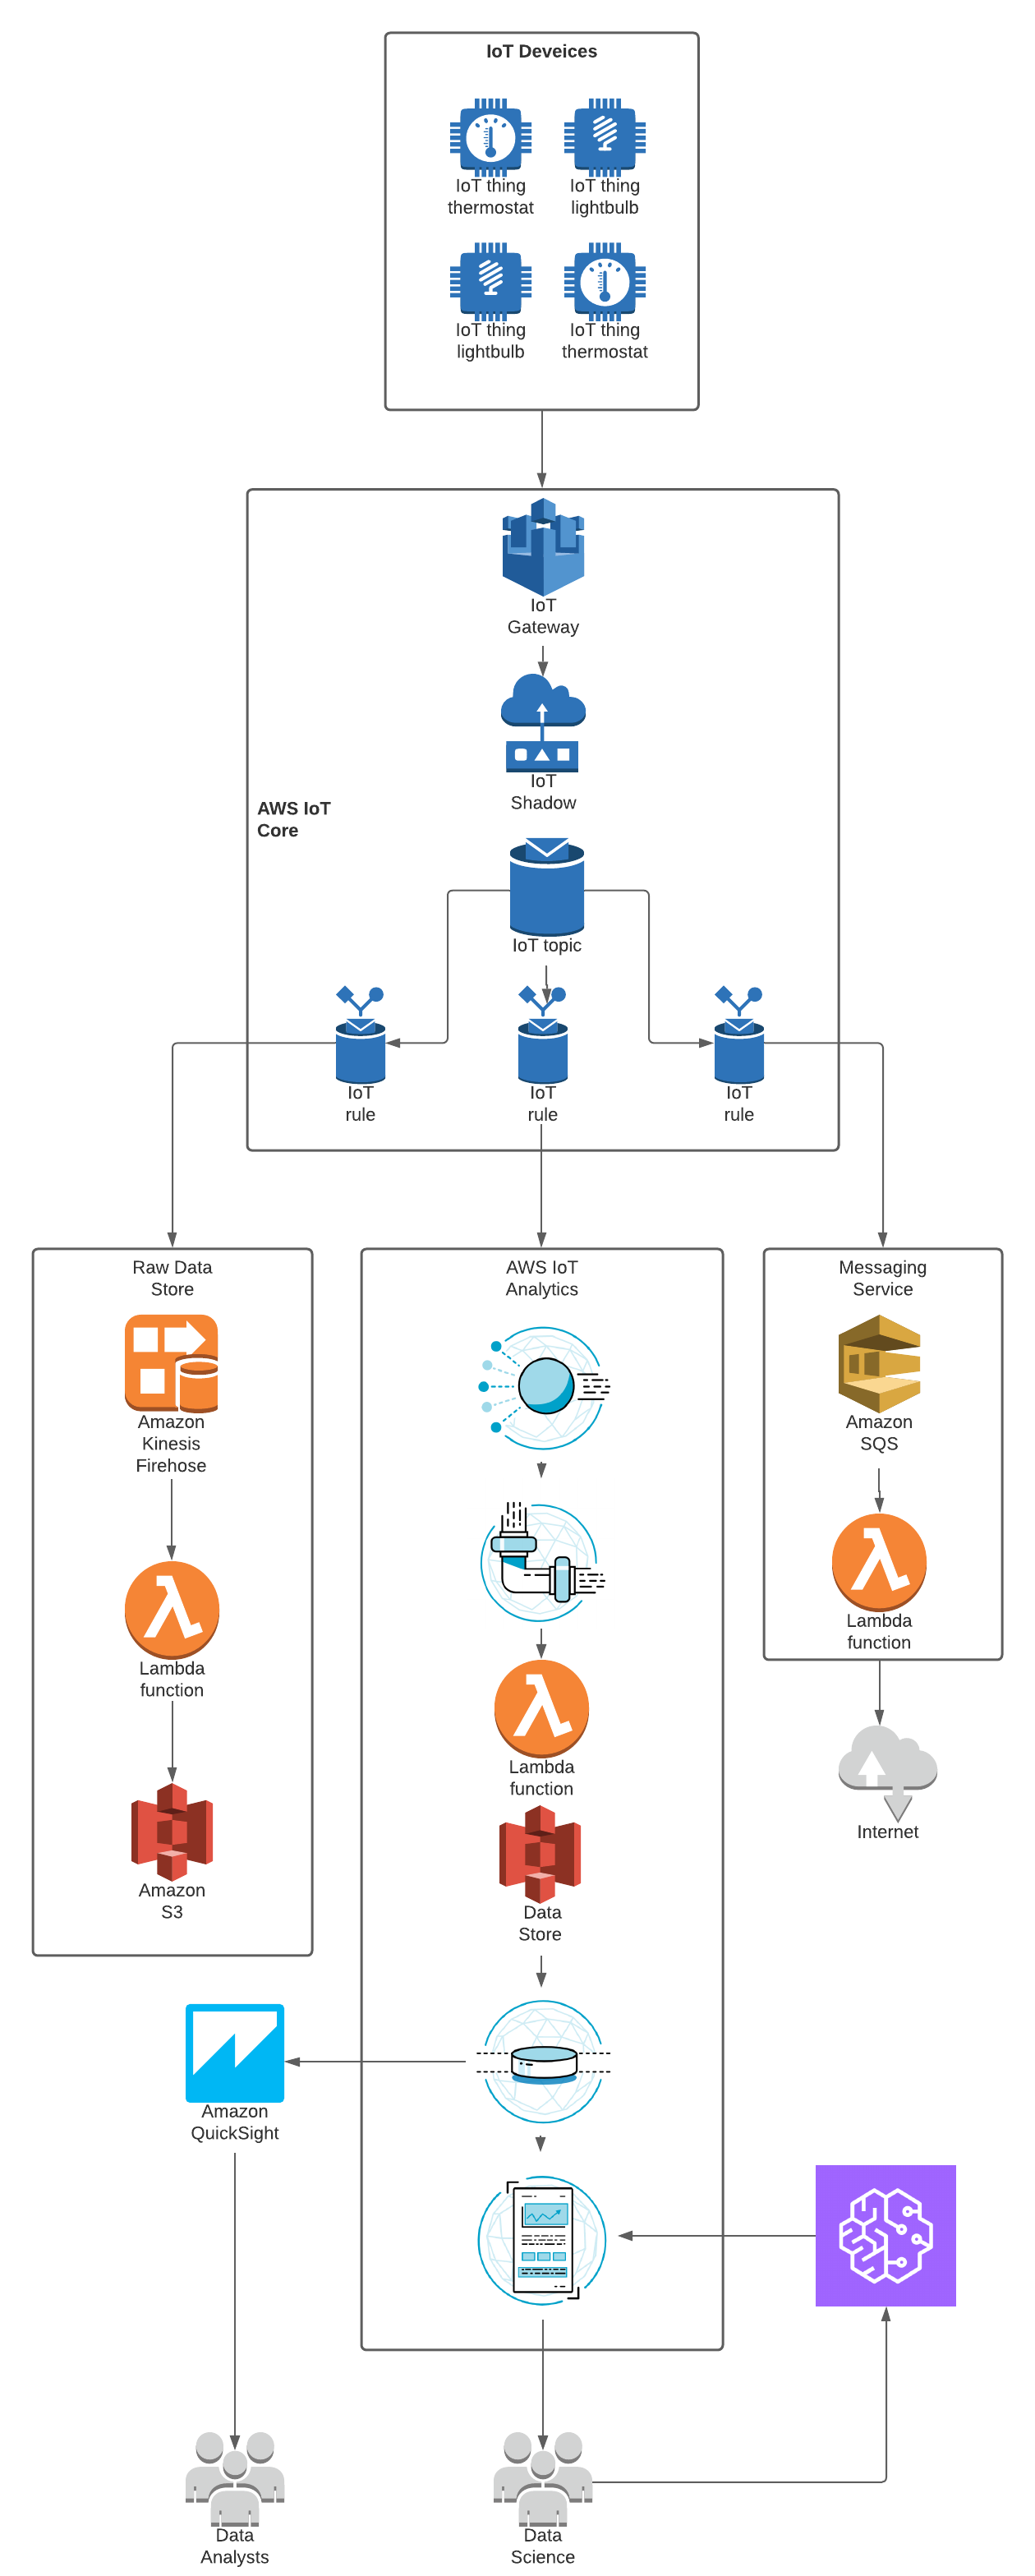 IoT Deveices
IoT thing
thermostat
IoT thing
lightbulb
IoT thing
lightbulb
IoT thing
thermostat
IoT
Gateway
IoT
Shadow
AWS IoT
Core
IoT topic
IoT
rule
IoT
rule
IoT
rule
Raw Data
Store
Amazon
Kinesis
Firehose
Lambda
function
Amazon
S3
AWS IoT
Analytics
Lambda
function
Data
Store
Messaging
Service
Amazon
SQS
Lambda
function
Internet
Amazon
QuickSight
Data
Analysts
Data
Science